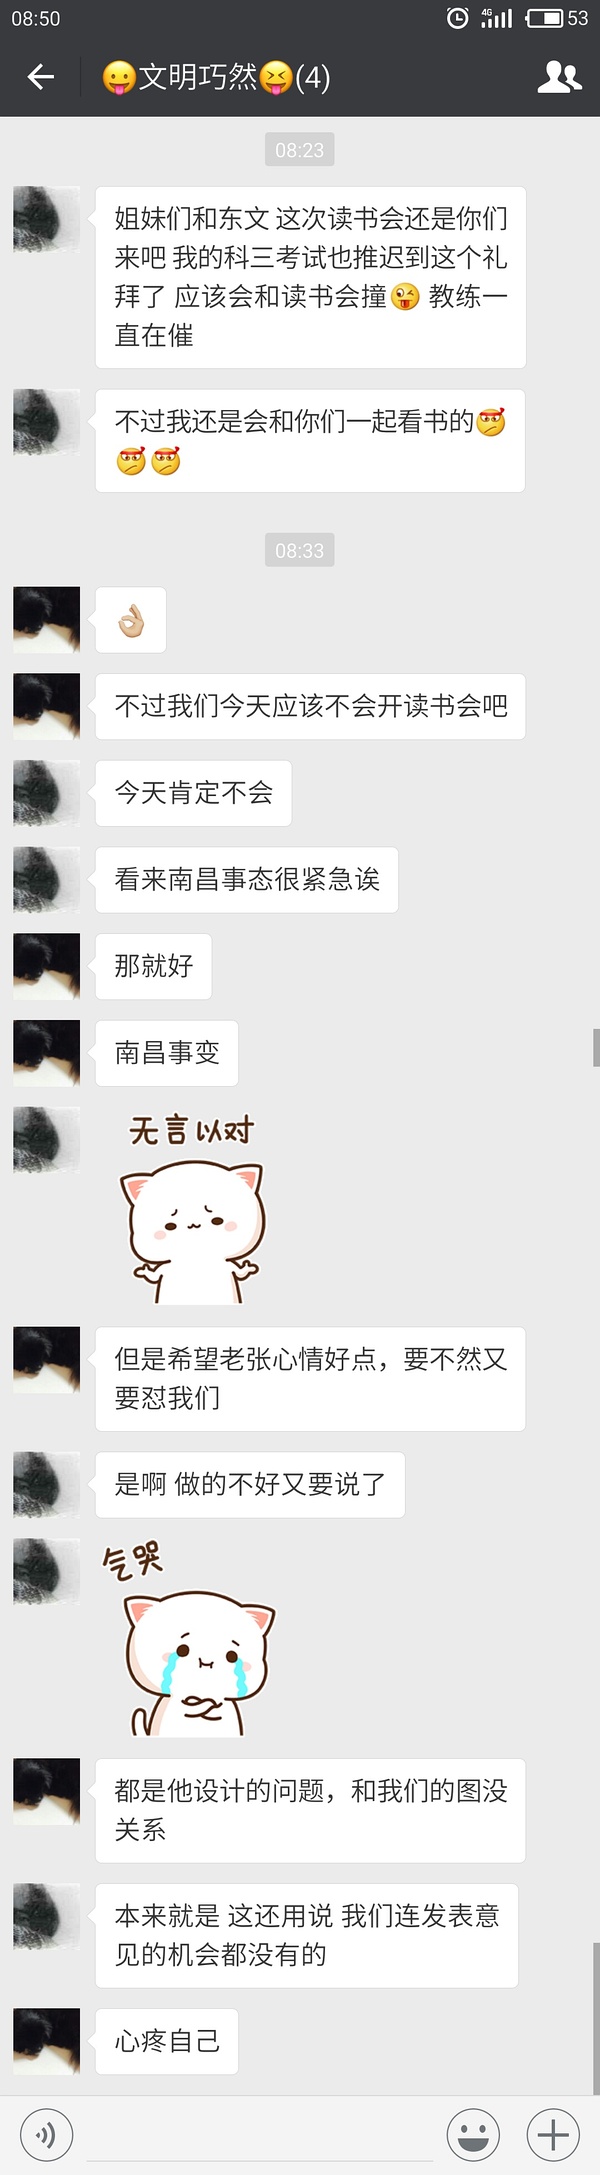 08:50
4G
53
😛文明巧然😝(4)
08:23
姐妹们和东文 这次读书会还是你们
来吧 我的科三考试也推迟到这个礼
拜了 应该会和读书会撞😜 教练一
直在催
不过我还是会和你们一起看书的
08:33
👌🏼
不过我们今天应该不会开读书会吧
今天肯定不会
看来南昌事态很紧急诶
那就好
南昌事变
无言以对
但是希望老张心情好点，要不然又
要怼我们
是啊 做的不好又要说了
气哭
都是他设计的问题，和我们的图没
关系
本来就是 这还用说 我们连发表意
见的机会都没有的
心疼自己